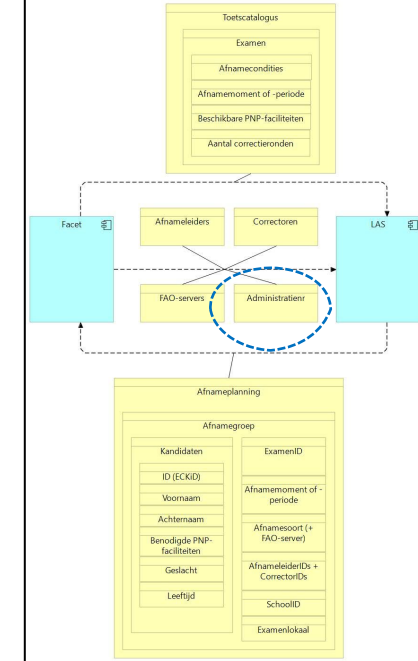 Toetscatalogus
Examen
Afnamecondities
Afnamemoment of -periode
Beschikbare PNP-faciliteiten
Aantal correctieronden
Facet
Afnameleiders
Correctoren
LAS
FAO-servers
Administratienr
Afnameplanning
Afnamegroep
Kandidaten
ID (ECKiD)
Voornaam
Achternaam
Benodigde PNP-
faciliteiten
Geslacht
Leeftijd
ExamenID
Afnamemoment of -
periode
Afnamesoort (+
FAO-server)
AfnameleiderIDs +
CorrectorIDs
SchoolID
Examenlokaal